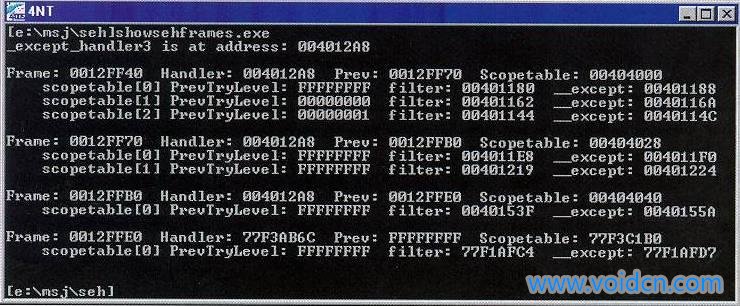 4NT
[e:\msj\seh]showsehframes.exe
_except_handler3 is at address: 004012A8
Frame: 0012FF40 Handler: 004012A8 Prev: 0012FF70 Scopetable: 00404000
scopetable[0] PrevTryLevel: FFFFFFFF filter: 00401180 __except: 00401188
scopetable[1] PrevTryLevel: 00000000 filter: 00401162 __except: 0040116A
scopetable[2] PrevTryLevel: 00000001 filter: 00401144 __except: 0040114C
Frame: 0012FF70 Handler: 004012A8 Prev: 0012FFB0 Scopetable: 00404028
scopetable[0] PrevTryLevel: FFFFFFFF filter: 004011E8 __except: 004011F0
scopetable[1] PrevTryLevel: FFFFFFFF filter: 00401219 __except: 00401224
Frame: 0012FFB0 Handler: 004012A8 Prev: 0012FFE0 Scopetable: 00404040
scopetable[0] PrevTryLevel: FFFFFFFF filter: 0040153F __except: 0040155A
Frame: 0012FFE0 Handler: 77F3AB6C Prev: FFFFFFFF Scopetable: 77F3C1B0
scopetable[0] PrevTryLevel: FFFFFFFF filter: 77F1AFC4 __except: 77F1AFD7
[e:\msj\seh]
www.voidcn.com